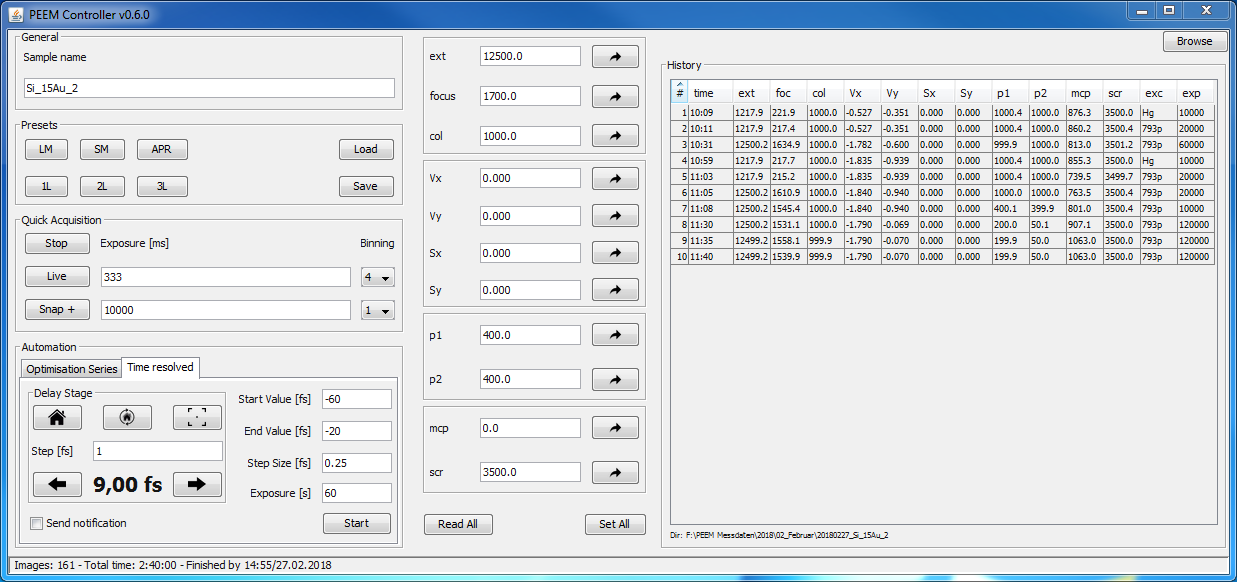 PEEM Controller v0.6.0
General
Sample name
Si_15Au_2
Presets
LM SM APR Load
1L 2L 3L Save
Quick Acquisition
Stop Exposure [ms] Binning
Live 333 4
Snap + 10000 1
Automation
Optimisation Series Time resolved
Delay Stage
Step [fs] 1
9,00 fs
Start Value [fs] -60
End Value [fs] -20
Step Size [fs] 0.25
Exposure [s] 60
Send notification Start
ext 12500.0
focus 1700.0
col 1000.0
Vx 0.000
Vy 0.000
Sx 0.000
Sy 0.000
p1 400.0
p2 400.0
mcp 0.0
scr 3500.0
Read All Set All
Browse
History
# time ext foc col Vx Vy Sx Sy p1 p2 mcp scr exc exp
1 10:09 1217.9 221.9 1000.0 -0.527 -0.351 0.000 0.000 1000.4 1000.0 876.3 3500.0 Hg 10000
2 10:11 1217.9 217.4 1000.0 -0.527 -0.351 0.000 0.000 1000.4 1000.0 860.2 3500.4 793p 20000
3 10:31 12500.2 1634.9 1000.0 -1.782 -0.600 0.000 0.000 999.9 1000.0 813.0 3501.2 793p 60000
4 10:59 1217.9 217.7 1000.0 -1.835 -0.939 0.000 0.000 1000.4 1000.0 855.3 3500.0 Hg 10000
5 11:03 1217.9 215.2 1000.0 -1.835 -0.939 0.000 0.000 1000.4 1000.0 739.5 3499.7 793p 20000
6 11:05 12500.2 1610.9 1000.0 -1.840 -0.940 0.000 0.000 1000.0 1000.0 763.5 3500.4 793p 20000
7 11:08 12500.2 1545.4 1000.0 -1.840 -0.940 0.000 0.000 400.1 399.9 801.0 3500.4 793p 10000
8 11:30 12500.2 1531.1 1000.0 -1.790 -0.069 0.000 0.000 200.0 50.1 907.1 3500.0 793p 120000
9 11:35 12499.2 1558.1 999.9 -1.790 -0.070 0.000 0.000 199.9 50.0 1063.0 3500.0 793p 120000
10 11:40 12499.2 1539.9 999.9 -1.790 -0.070 0.000 0.000 199.9 50.0 1063.0 3500.0 793p 120000
Dir: F:\PEEM Messdaten\2018\02_Februar\20180227_Si_15Au_2
Images: 161 - Total time: 2:40:00 - Finished by 14:55/27.02.2018